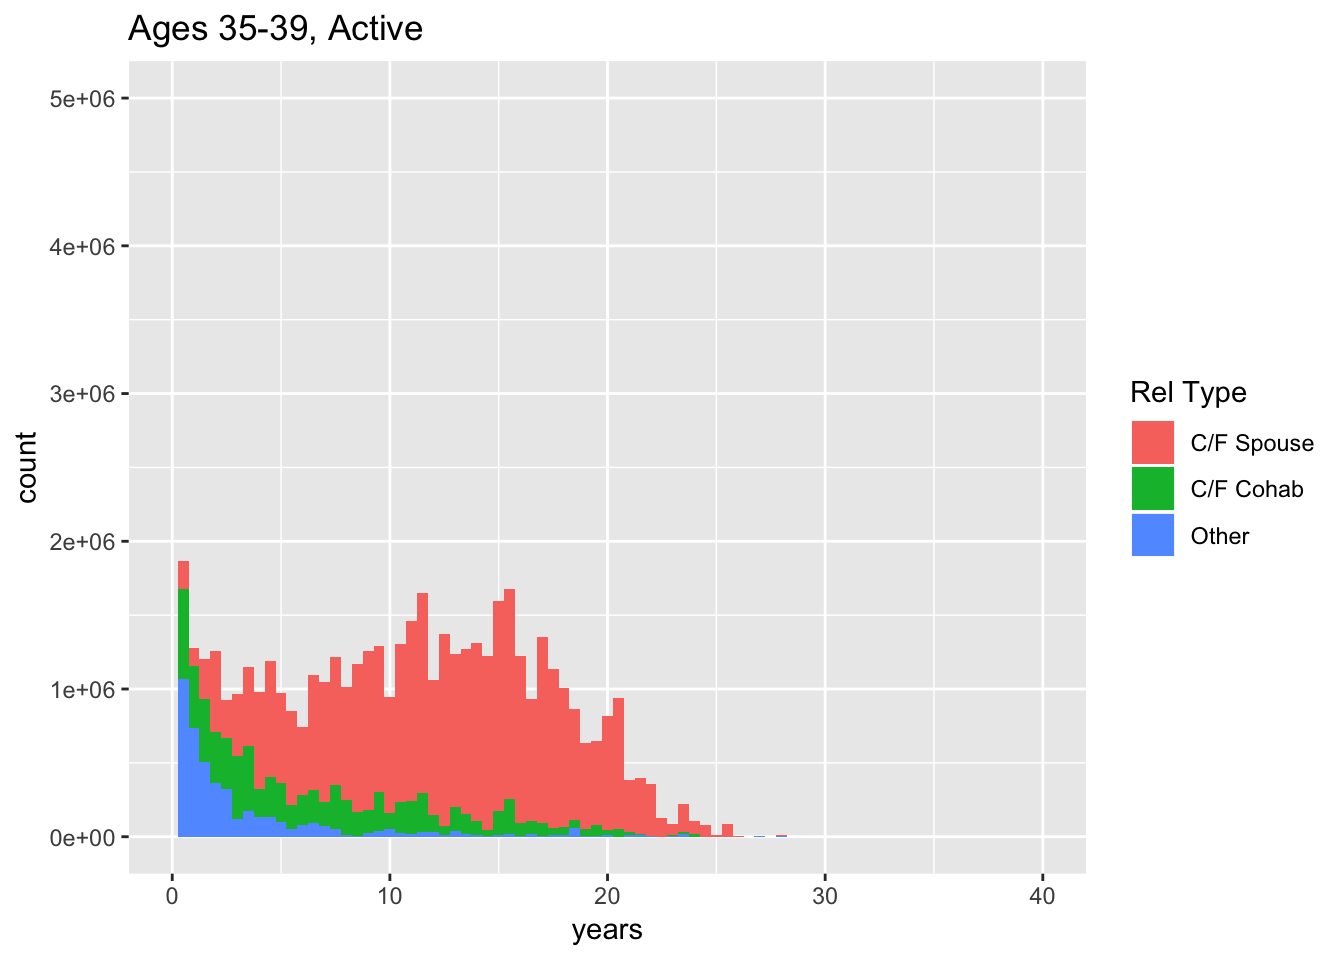 Ages 35-39, Active
5e+06
4e+06
3e+06
2e+06
1e+06
0e+00
count
0 10 20 30 40
years
Rel Type
C/F Spouse
C/F Cohab
Other